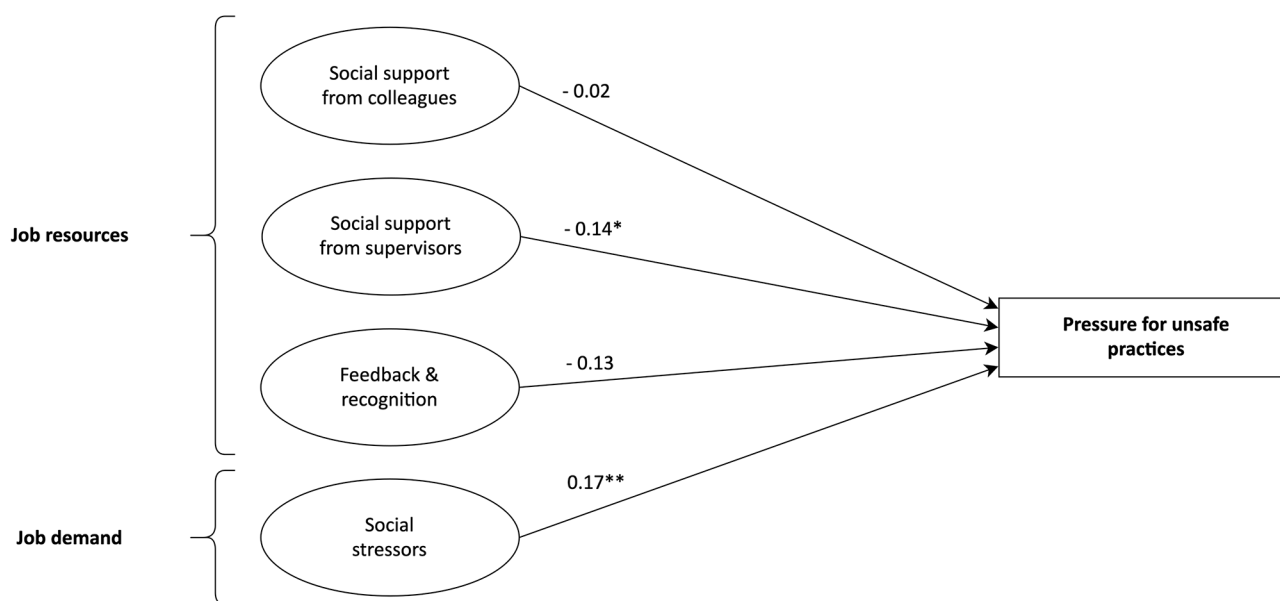 Social support
from colleagues
- 0.02
Job resources
Social support
from supervisors
- 0.14*
Pressure for unsafe
practices
Feedback &
recognition
- 0.13
Job demand
Social
stressors
0.17**